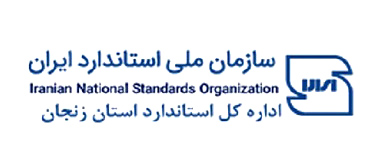 سازمان ملی استاندارد ایران
Iranian National Standards Organization
اداره کل استاندارد استان زنجان